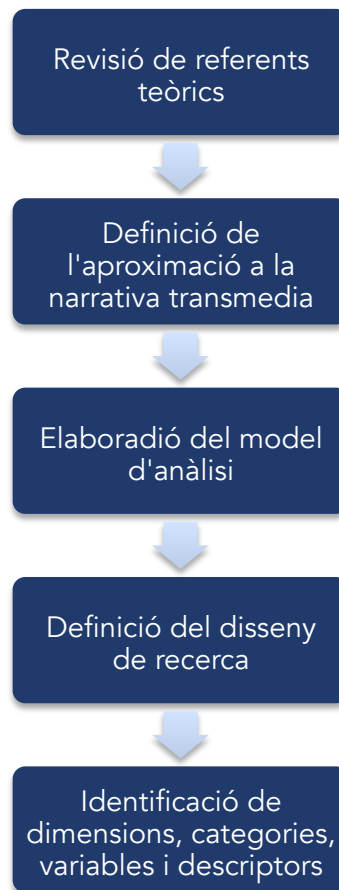 Revisió de referents
teòrics
Definició de
l'aproximació a la
narrativa transmedia
Elaboradió del model
d'anàlisi
Definició del disseny
de recerca
Identificació de
dimensions, categories,
variables i descriptors